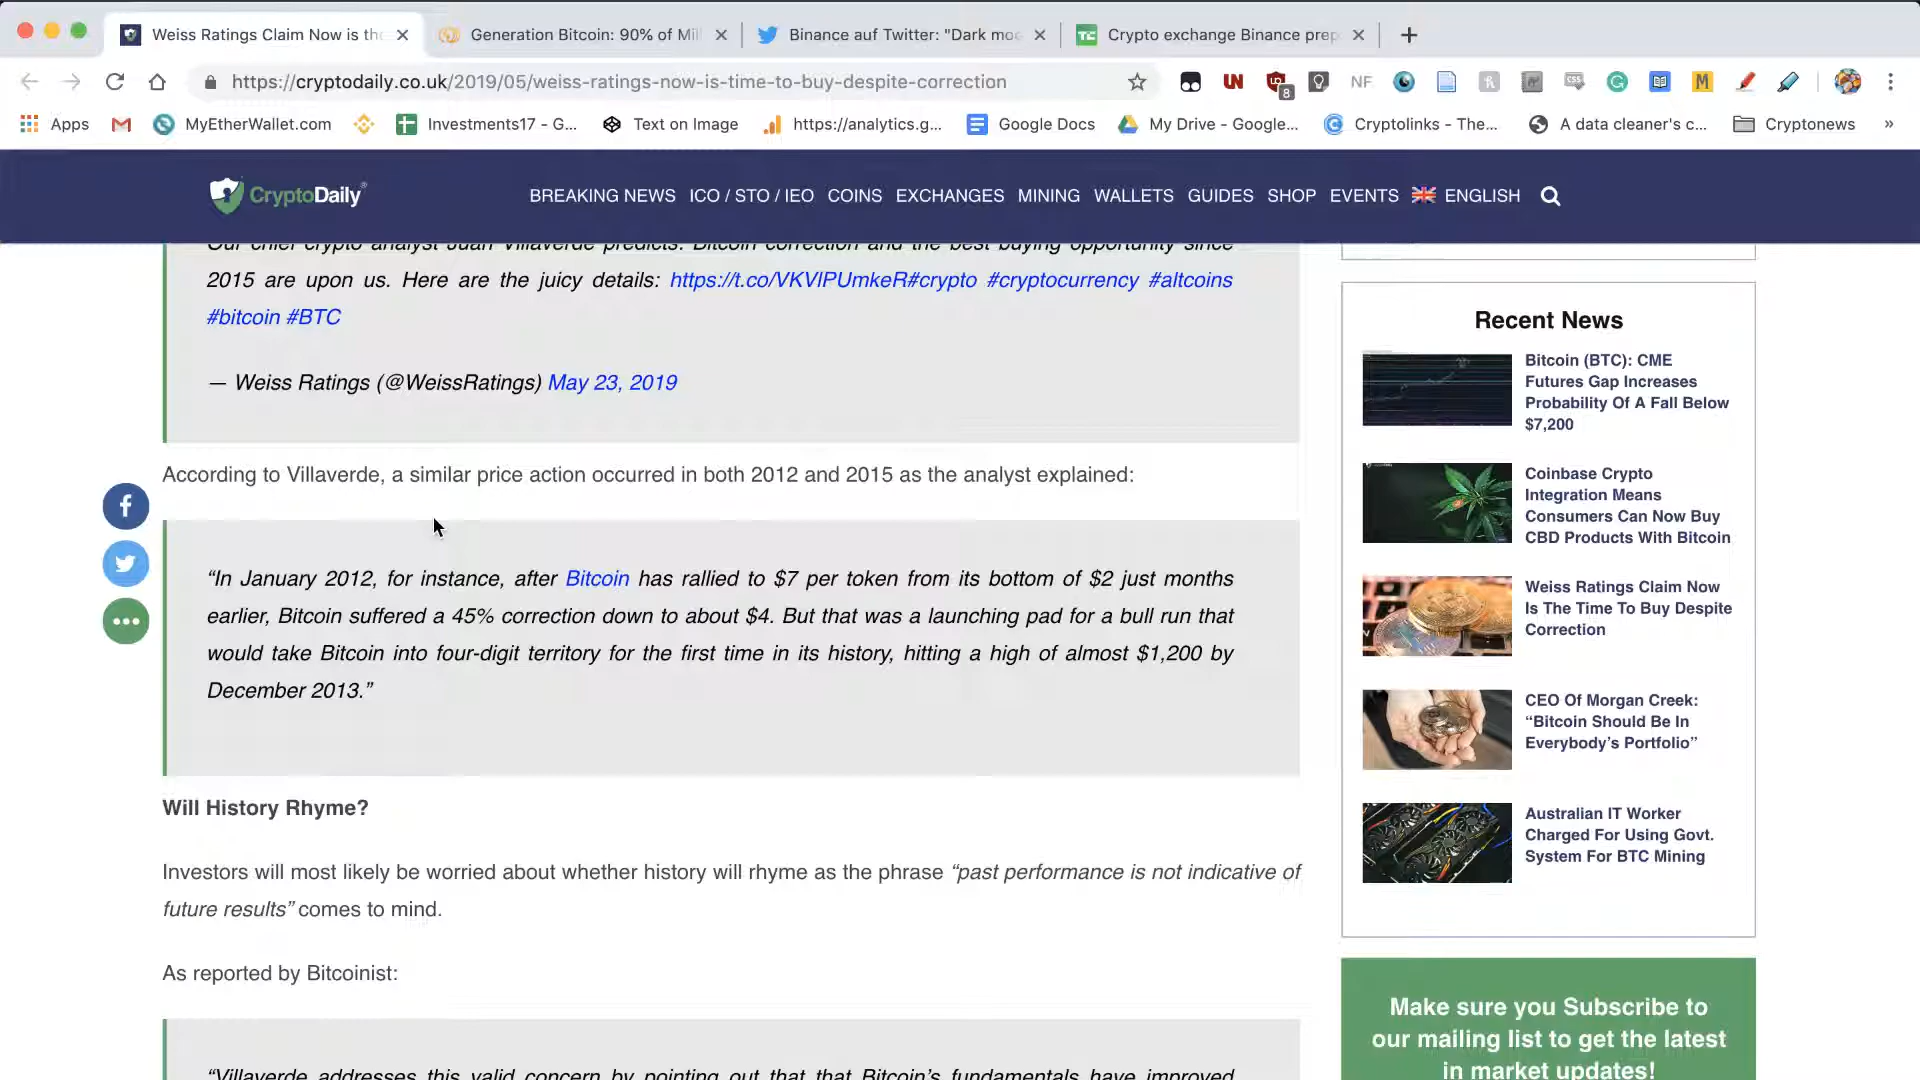 Weiss Ratings Claim Now is the
Generation Bitcoin: 90% of Mill
Binance auf Twitter: "Dark mod
Crypto exchange Binance prep
https://cryptodaily.co.uk/2019/05/weiss-ratings-now-is-time-to-buy-despite-correction
UN
8
NF
CSS
M
Apps
MyEtherWallet.com
Investments17 - G...
Text on Image
https://analytics.g...
Google Docs
My Drive - Google...
Cryptolinks - The...
A data cleaner's c...
Cryptonews
»
CryptoDaily
BREAKING NEWS ICO / STO / IEO COINS EXCHANGES MINING WALLETS GUIDES SHOP EVENTS ENGLISH
Our chief crypto analyst Juan Villaverde predicts: Bitcoin correction and the best buying opportunity since
2015 are upon us. Here are the juicy details: https://t.co/VKVlPUmkeR#crypto #cryptocurrency #altcoins
#bitcoin #BTC
— Weiss Ratings (@WeissRatings) May 23, 2019
According to Villaverde, a similar price action occurred in both 2012 and 2015 as the analyst explained:
“In January 2012, for instance, after Bitcoin has rallied to $7 per token from its bottom of $2 just months
earlier, Bitcoin suffered a 45% correction down to about $4. But that was a launching pad for a bull run that
would take Bitcoin into four-digit territory for the first time in its history, hitting a high of almost $1,200 by
December 2013.”
Will History Rhyme?
Investors will most likely be worried about whether history will rhyme as the phrase “past performance is not indicative of
future results” comes to mind.
As reported by Bitcoinist:
“Villaverde addresses this valid concern by pointing out that that Bitcoin’s fundamentals have improved
Recent News
Bitcoin (BTC): CME
Futures Gap Increases
Probability Of A Fall Below
$7,200
Coinbase Crypto
Integration Means
Consumers Can Now Buy
CBD Products With Bitcoin
Weiss Ratings Claim Now
Is The Time To Buy Despite
Correction
CEO Of Morgan Creek:
“Bitcoin Should Be In
Everybody’s Portfolio”
Australian IT Worker
Charged For Using Govt.
System For BTC Mining
Make sure you Subscribe to
our mailing list to get the latest
in market updates!